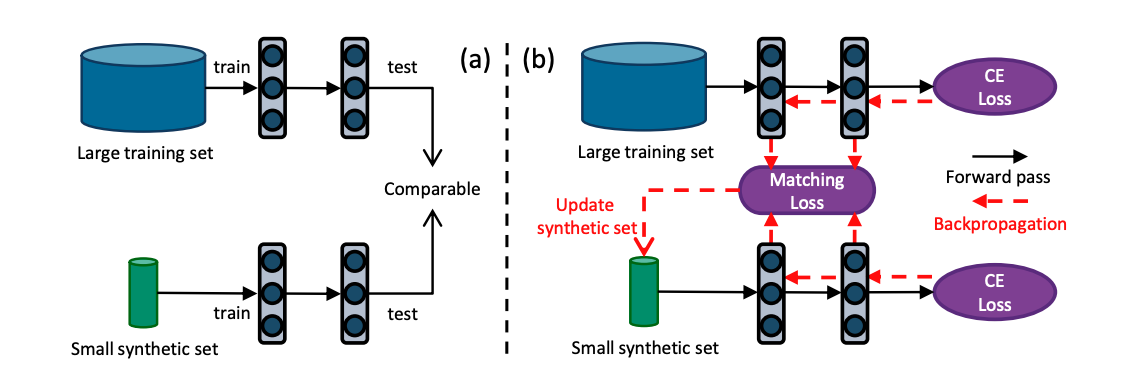 (a)
train
test
Large training set
Comparable
train
test
Small synthetic set
(b)
CE
Loss
Large training set
Matching
Loss
Forward pass
Update
synthetic set
Backpropagation
CE
Loss
Small synthetic set